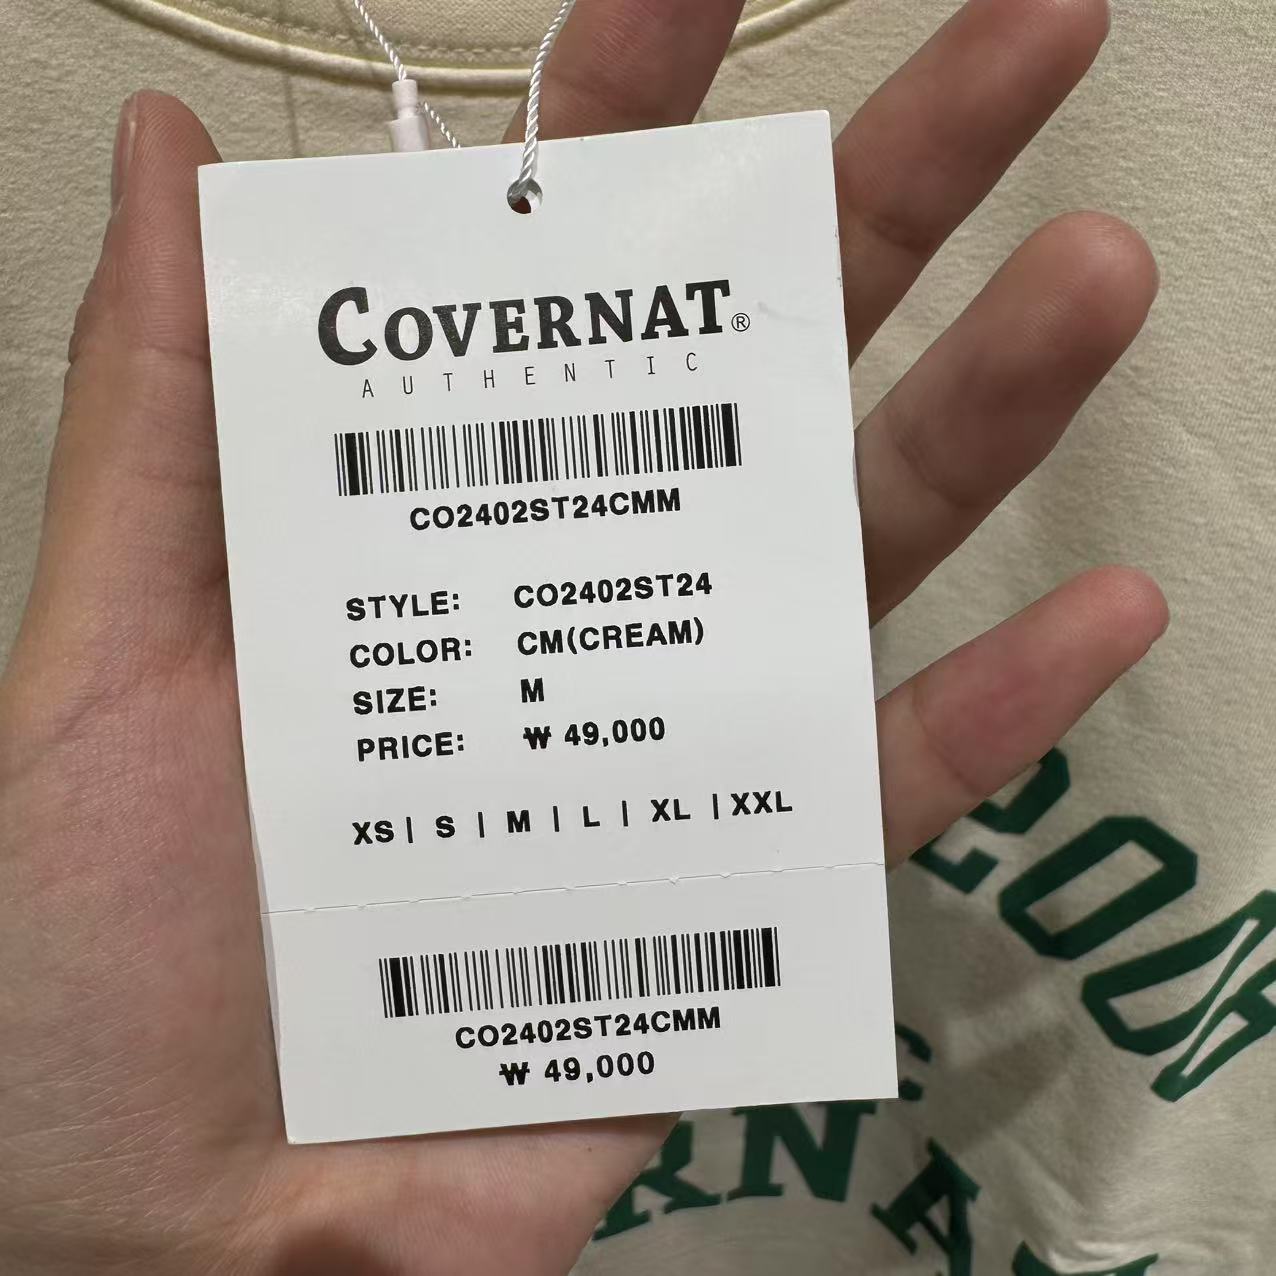 COVERNAT®
AUTHENTIC
CO2402ST24CMM
STYLE: CO2402ST24
COLOR: CM(CREAM)
SIZE: M
PRICE: ₩ 49,000
XS | S | M | L | XL | XXL
CO2402ST24CMM
₩ 49,000